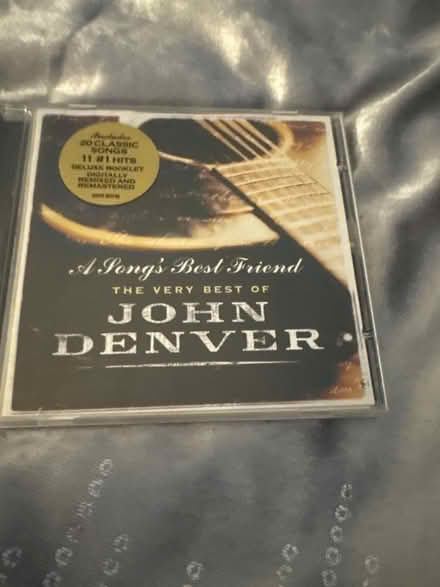 Includes
20 CLASSIC
SONGS
11 #1 HITS
DELUXE BOOKLET
DIGITALLY
REMIXED AND
REMASTERED
A Song's Best Friend
THE VERY BEST OF
JOHN
DENVER